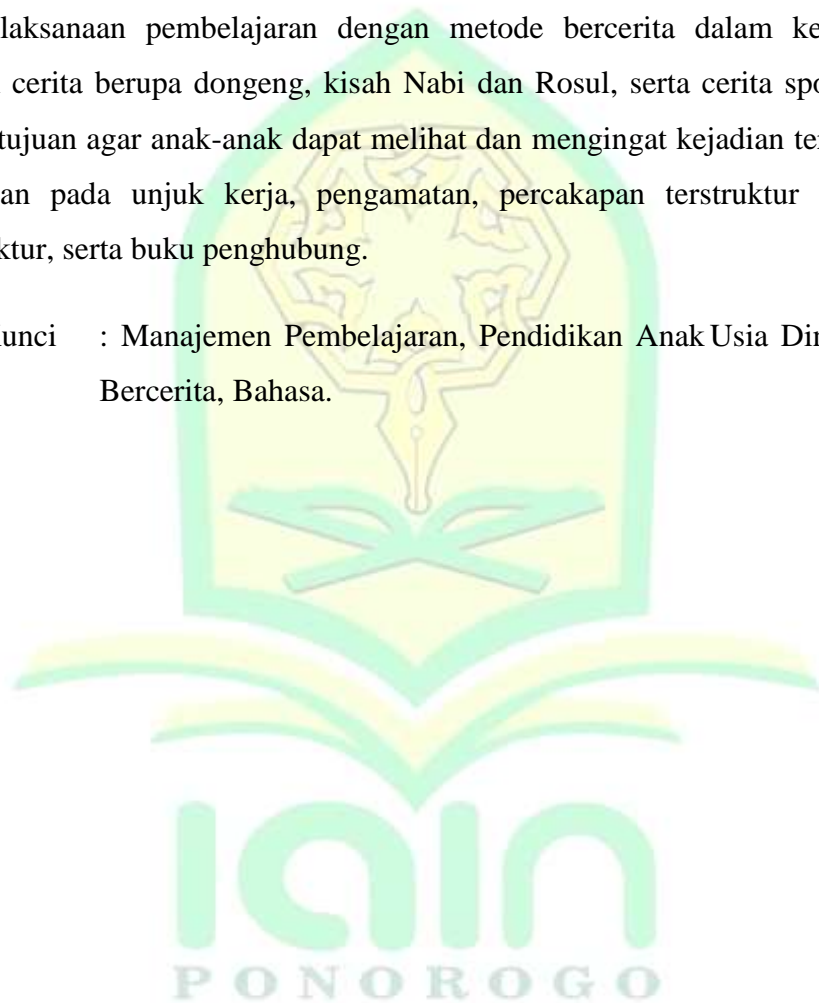 laksanaan pembelajaran dengan metode bercerita dalam ke
cerita berupa dongeng, kisah Nabi dan Rosul, serta cerita spo
tujuan agar anak-anak dapat melihat dan mengingat kejadian te
an pada unjuk kerja, pengamatan, percakapan terstruktur
ktur, serta buku penghubung.
unci : Manajemen Pembelajaran, Pendidikan Anak Usia Di
Bercerita, Bahasa.
iain
PONOROGO